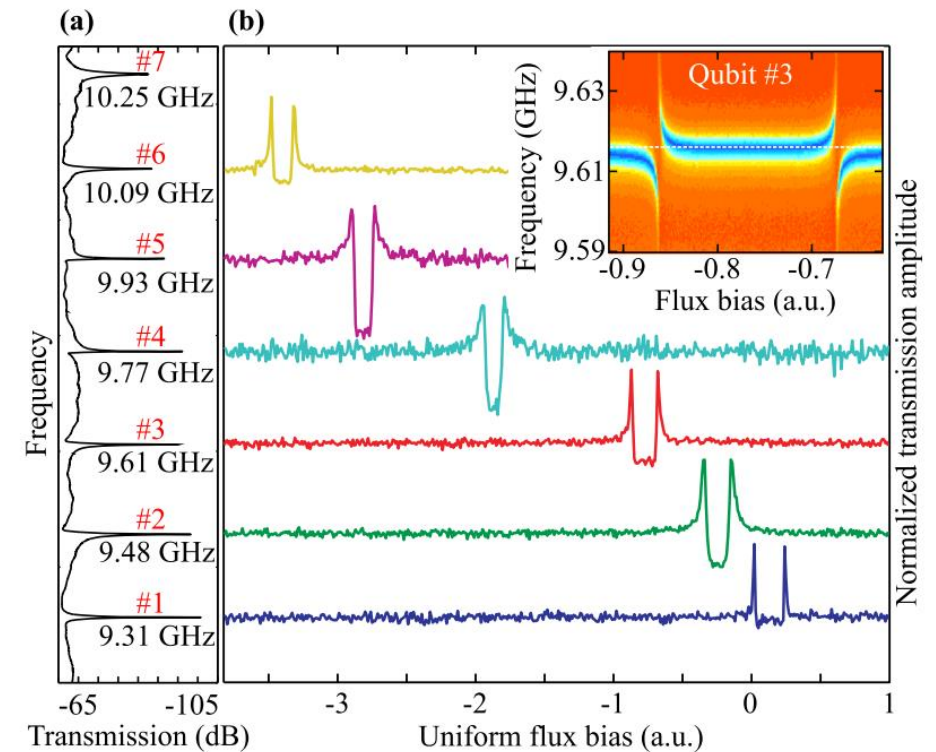 (a)
(b)
#7
10.25 GHz
#6
10.09 GHz
#5
9.93 GHz
#4
9.77 GHz
#3
9.61 GHz
#2
9.48 GHz
#1
9.31 GHz
Frequency
-65
-105
Transmission (dB)
Qubit #3
9.63
9.61
9.59
Frequency (GHz)
-0.9
-0.8
-0.7
Flux bias (a.u.)
-3
-2
-1
0
1
Uniform flux bias (a.u.)
Normalized transmission amplitude